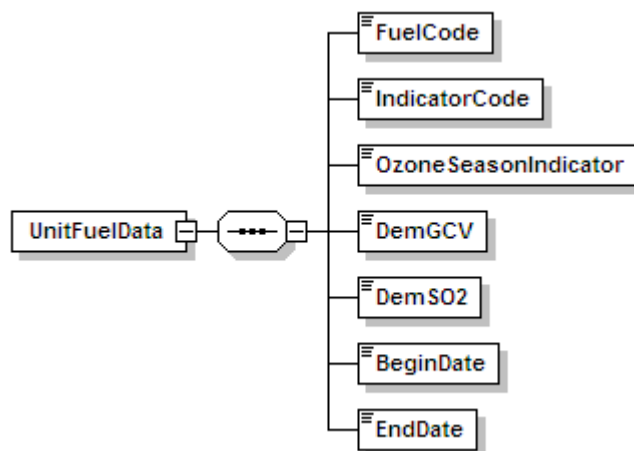 FuelCode
IndicatorCode
OzoneSeasonIndicator
UnitFuelData
DemGCV
DemSO2
BeginDate
EndDate